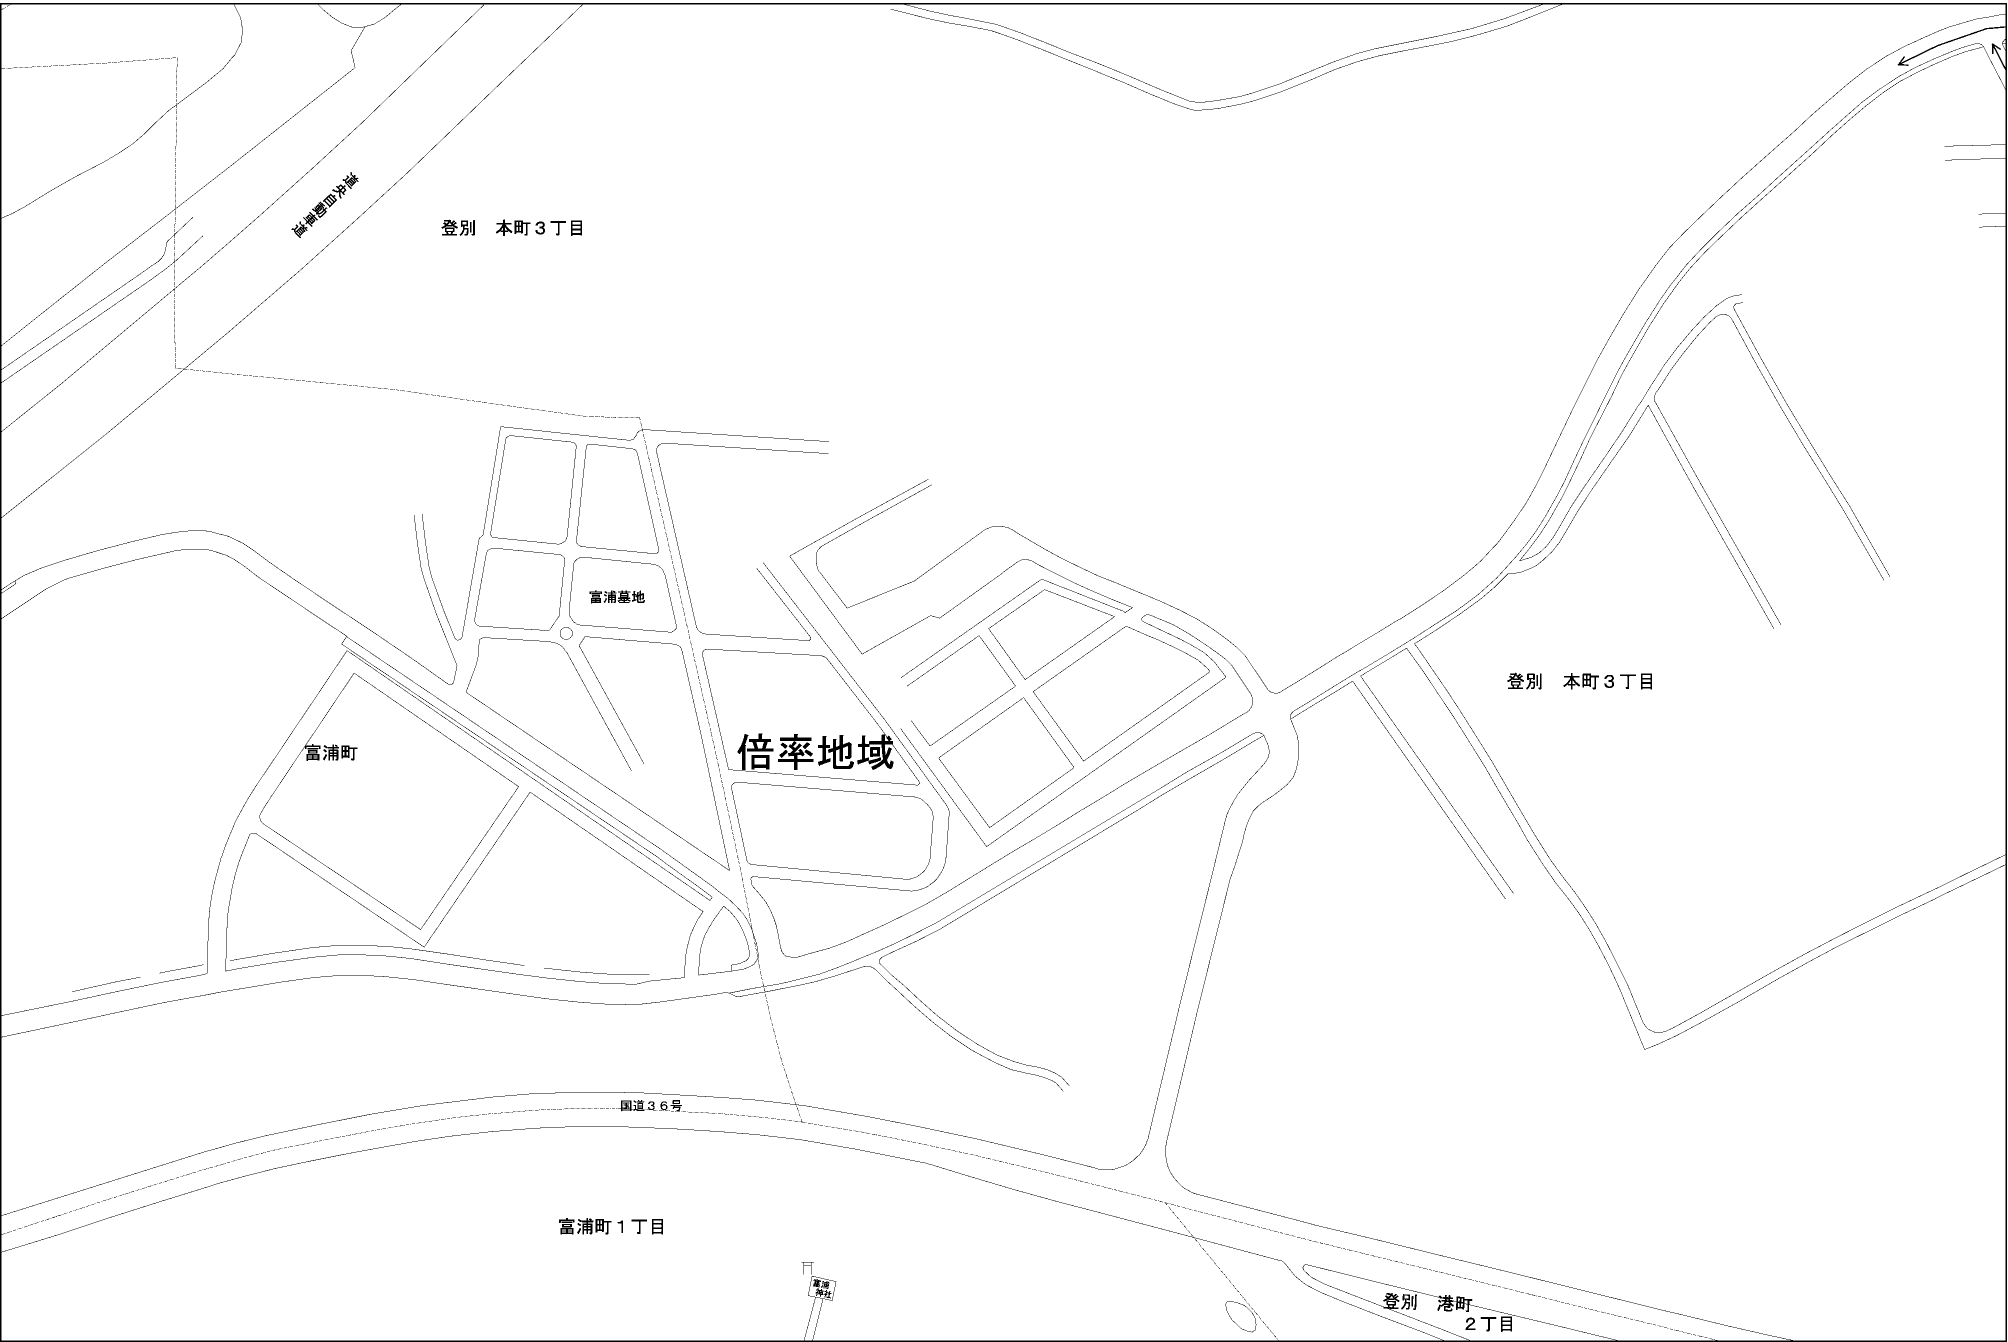 道央自動車道
登別　本町３丁目
富浦墓地
登別　本町３丁目
富浦町
倍率地域
国道３６号
富浦町１丁目
富浦
神社
登別　港町
２丁目